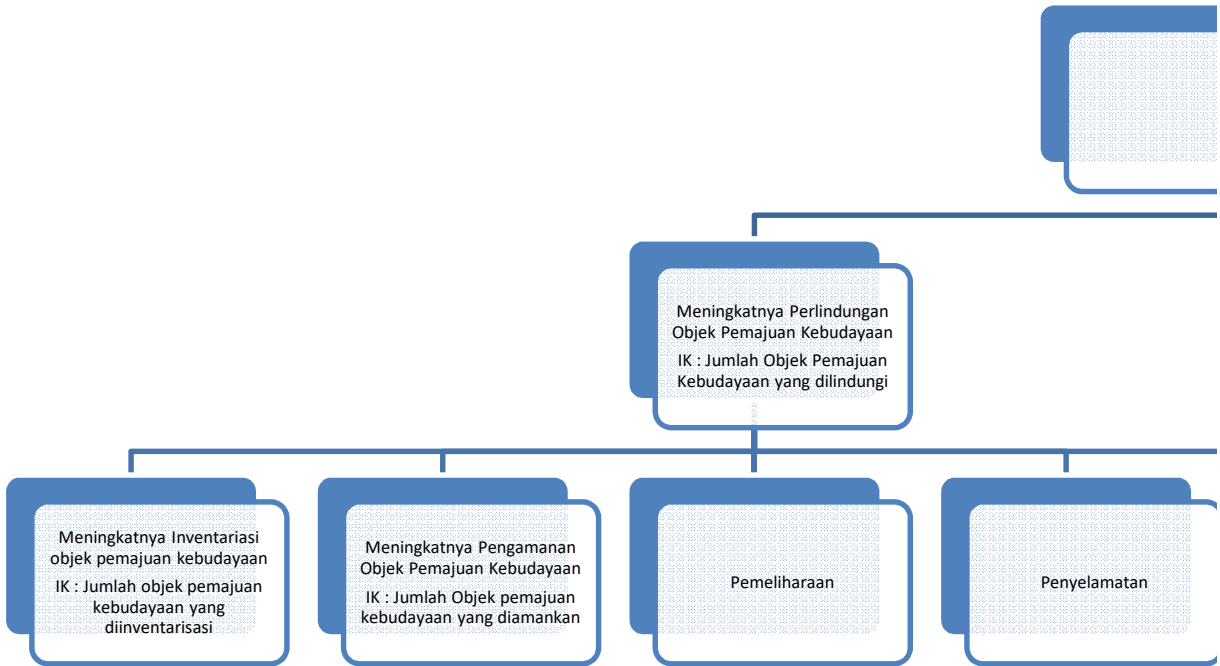 Meningkatnya Perlindungan
Objek Pemajuan Kebudayaan
IK : Jumlah Objek Pemajuan
Kebudayaan yang dilindungi
Meningkatnya Inventariasi
objek pemajuan kebudayaan
IK : Jumlah objek pemajuan
kebudayaan yang
diinventarisasi
Meningkatnya Pengamanan
Objek Pemajuan Kebudayaan
IK : Jumlah Objek pemajuan
kebudayaan yang diamankan
Pemeliharaan
Penyelamatan